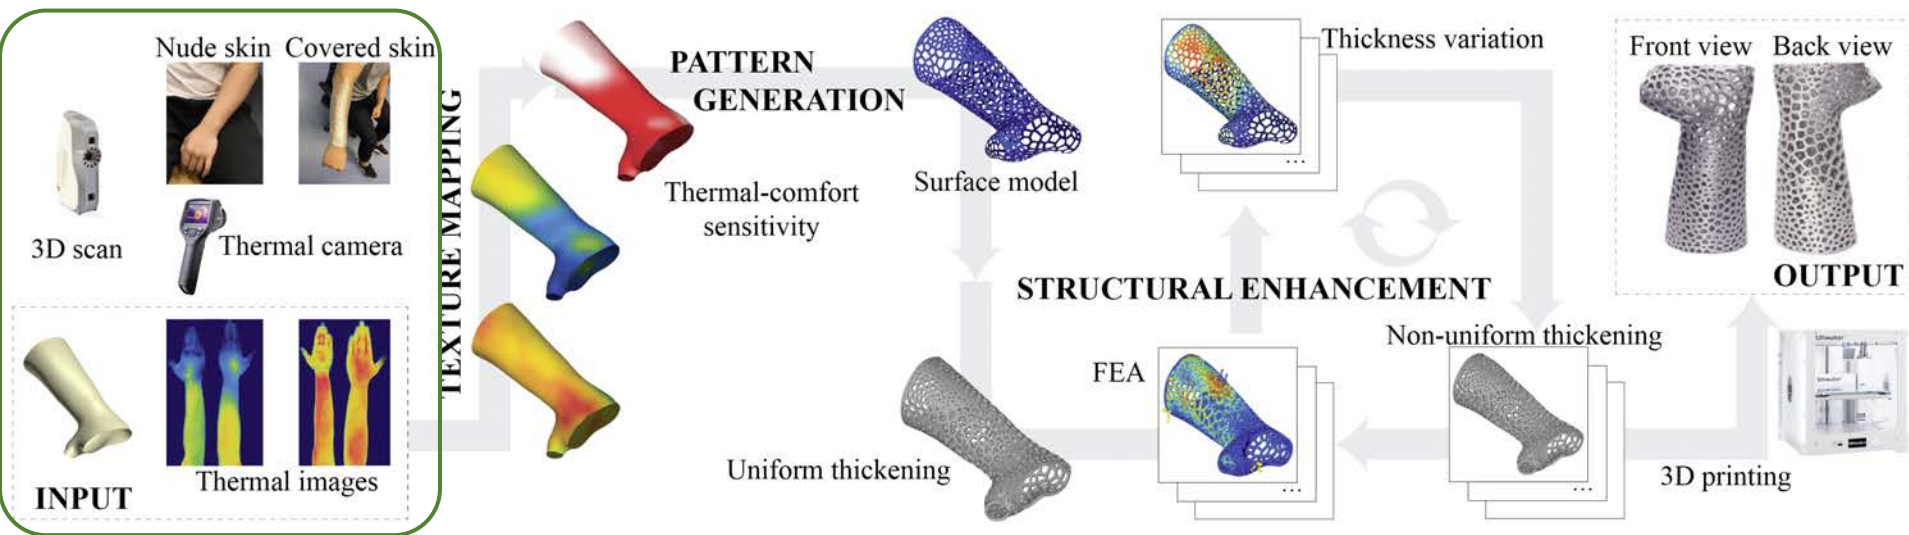 Nude skin
Covered skin
3D scan
Thermal camera
Thermal images
INPUT
TEXTURE MAPPING
PATTERN
GENERATION
Thermal-comfort
sensitivity
Surface model
Thickness variation
...
STRUCTURAL ENHANCEMENT
Uniform thickening
FEA
...
Non-uniform thickening
...
3D printing
Front view
Back view
OUTPUT